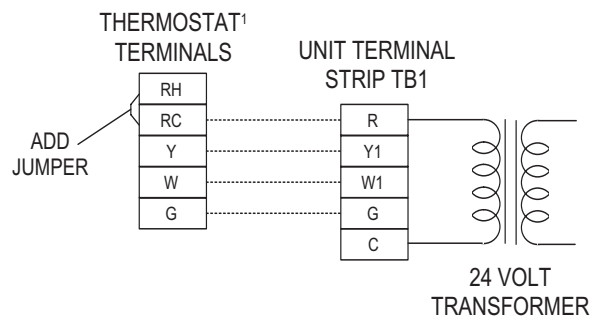 THERMOSTAT¹
TERMINALS
UNIT TERMINAL
STRIP TB1
RH
RC
Y
W
G
R
Y1
W1
G
C
ADD
JUMPER
24 VOLT
TRANSFORMER